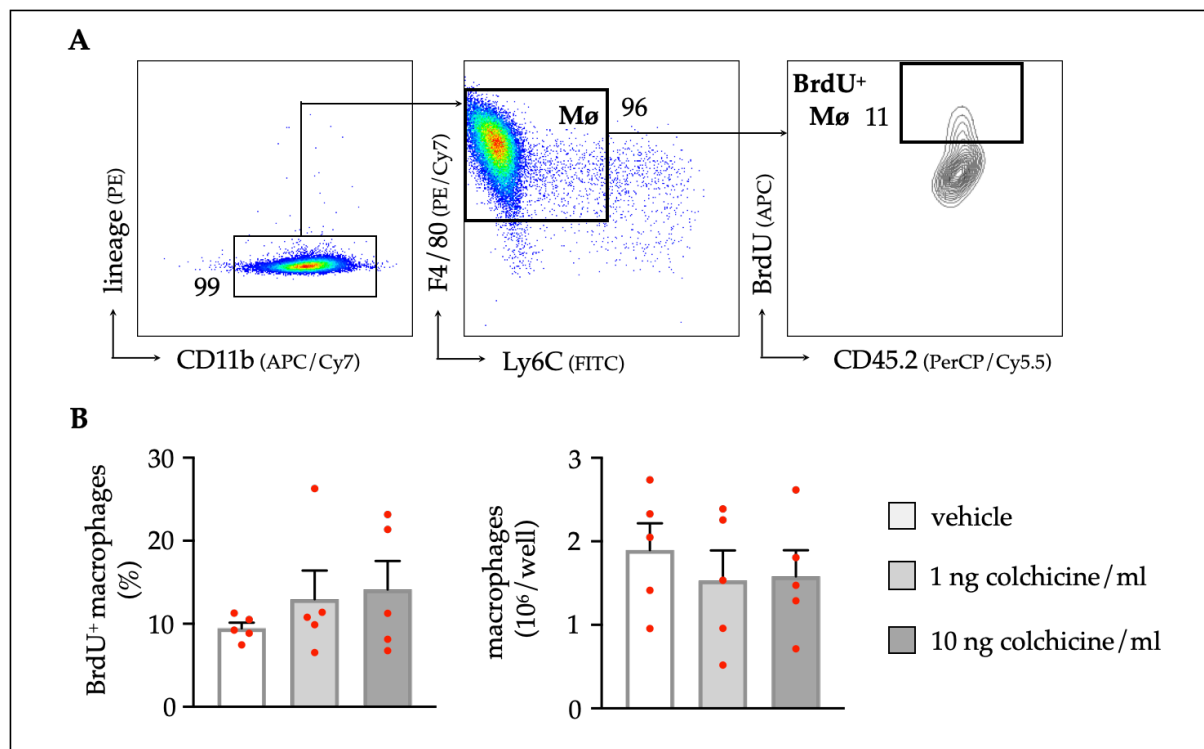 A
lineage (PE)
99
CD11b (APC/Cy7)
F4/80 (PE/Cy7)
Mø 96
Ly6C (FITC)
BrdU⁺
Mø 11
BrdU (APC)
CD45.2 (PerCP/Cy5.5)
B
BrdU⁺ macrophages
(%)
30
20
10
0
macrophages
(10⁶/well)
3
2
1
0
vehicle
1 ng colchicine/ml
10 ng colchicine/ml